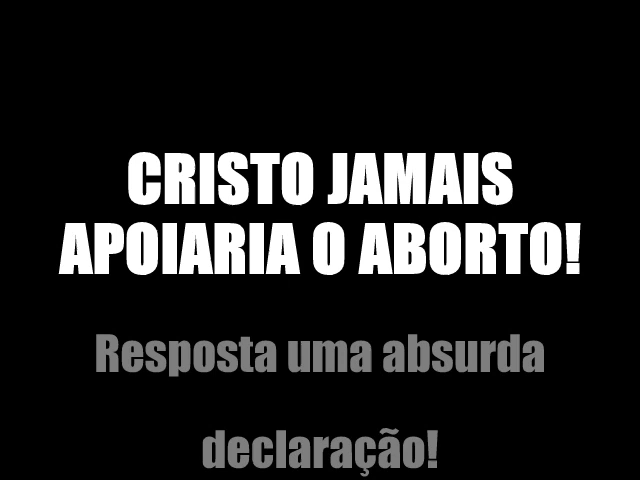 CRISTO JAMAIS
APOIARIA O ABORTO!
Resposta uma absurda
declaração!